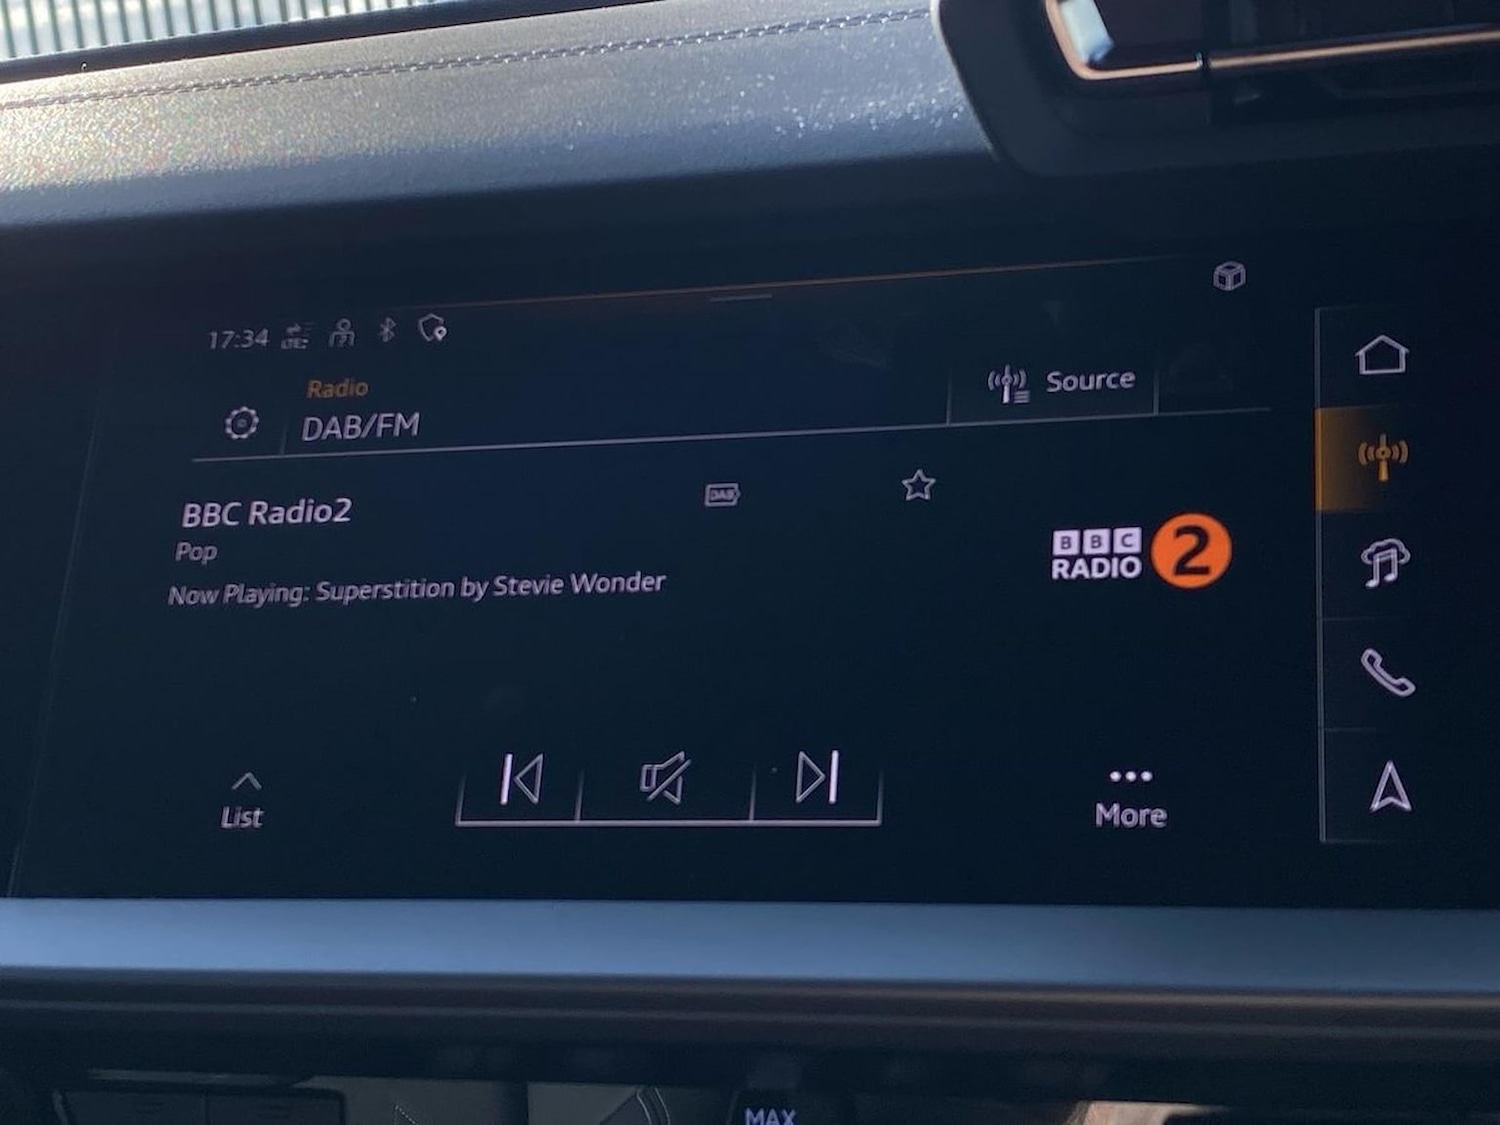 17:34 LTE
Radio
DAB/FM
Source
BBC Radio2
DAB
Pop
Now Playing: Superstition by Stevie Wonder
BBC
RADIO 2
List
More
MAX